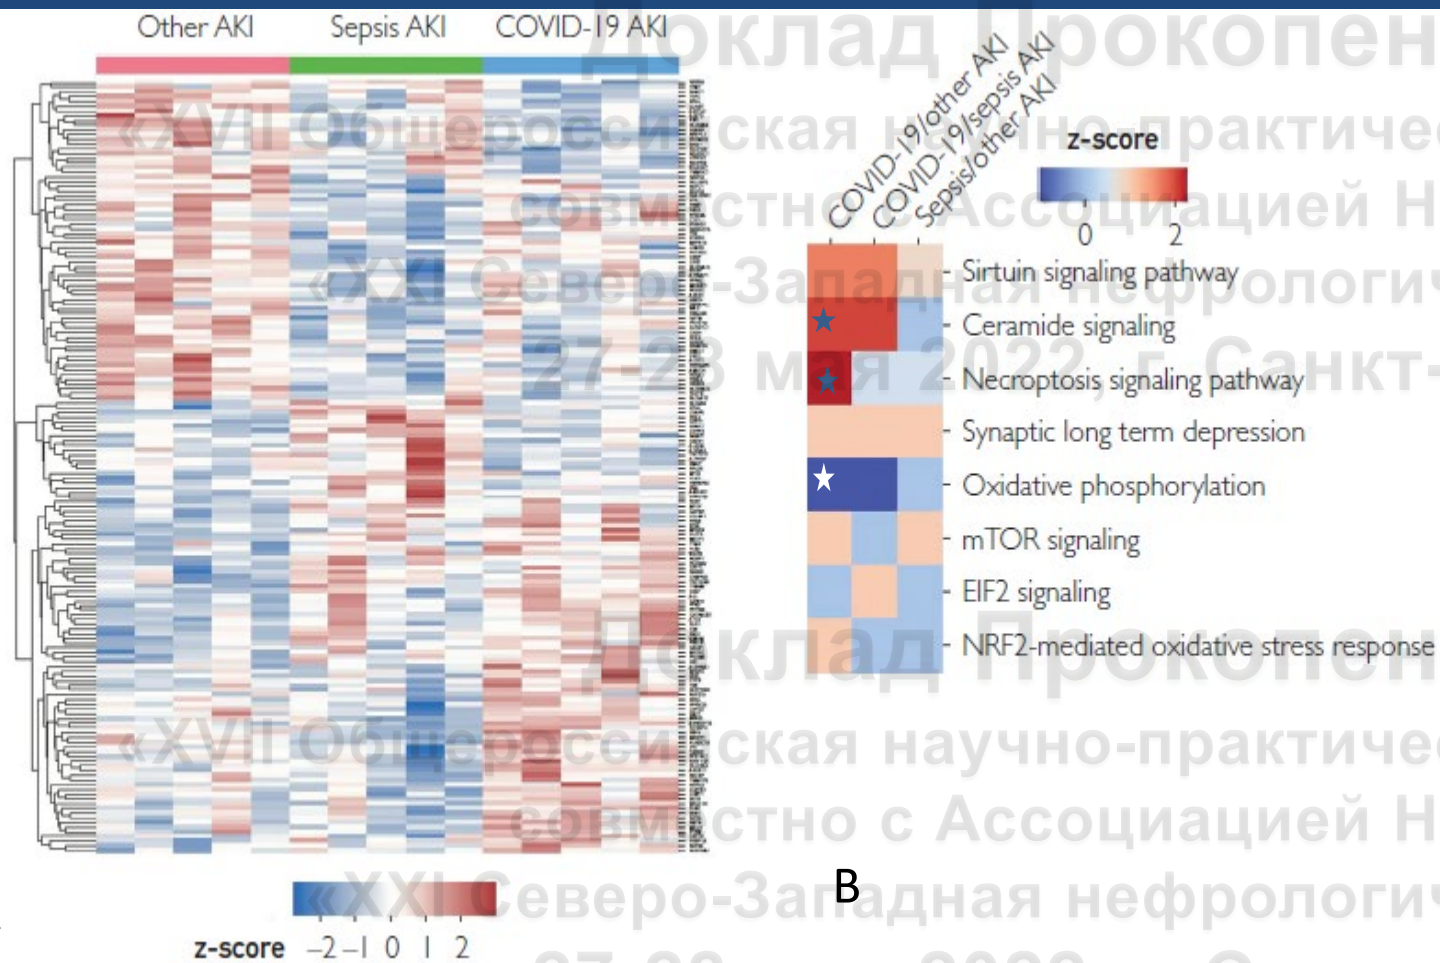 Other AKI
Sepsis AKI
COVID-19 AKI
z-score
–2 –1 0 1 2
COVID-19/other AKI
COVID-19/sepsis AKI
Sepsis/other AKI
z-score
0 2
Sirtuin signaling pathway
Ceramide signaling
Necroptosis signaling pathway
Synaptic long term depression
Oxidative phosphorylation
mTOR signaling
EIF2 signaling
NRF2-mediated oxidative stress response
B
Доклад Прокопен
«XVII Общероссийская научно-практичес
совместно с Ассоциацией Н
«XXI Северо-Западная нефрологич
27-28 мая 2022, г. Санкт-
Доклад Прокопен
«XVII Общероссийская научно-практичес
совместно с Ассоциацией Н
«XXI Северо-Западная нефрологич